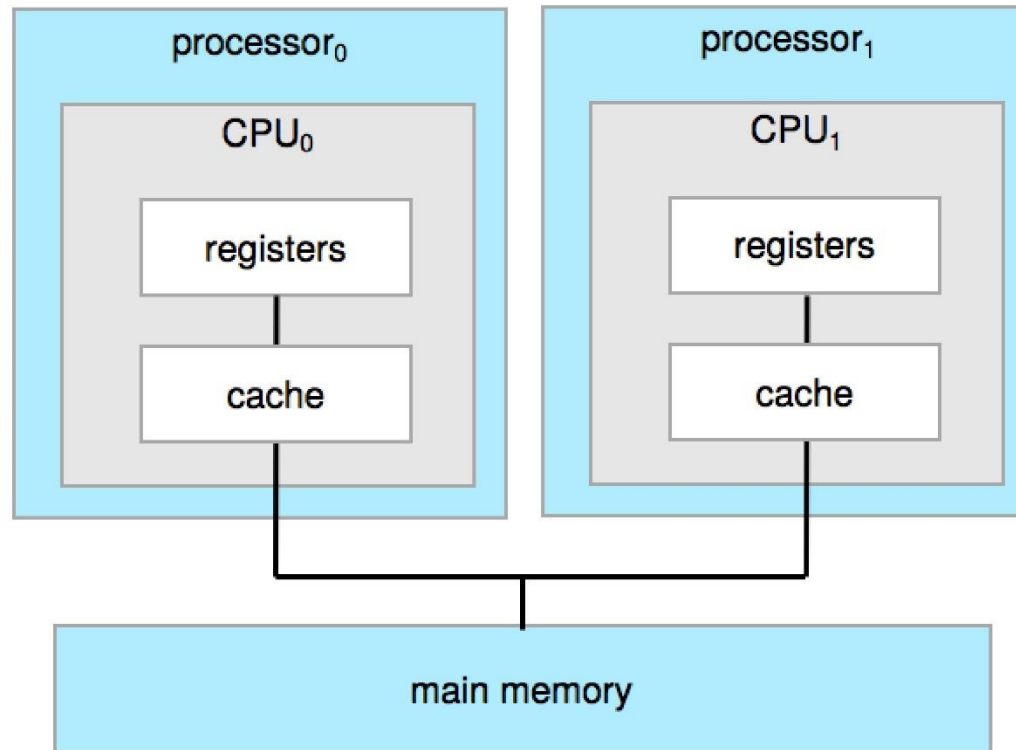 processor₀
processor₁
CPU₀
CPU₁
registers
registers
cache
cache
main memory